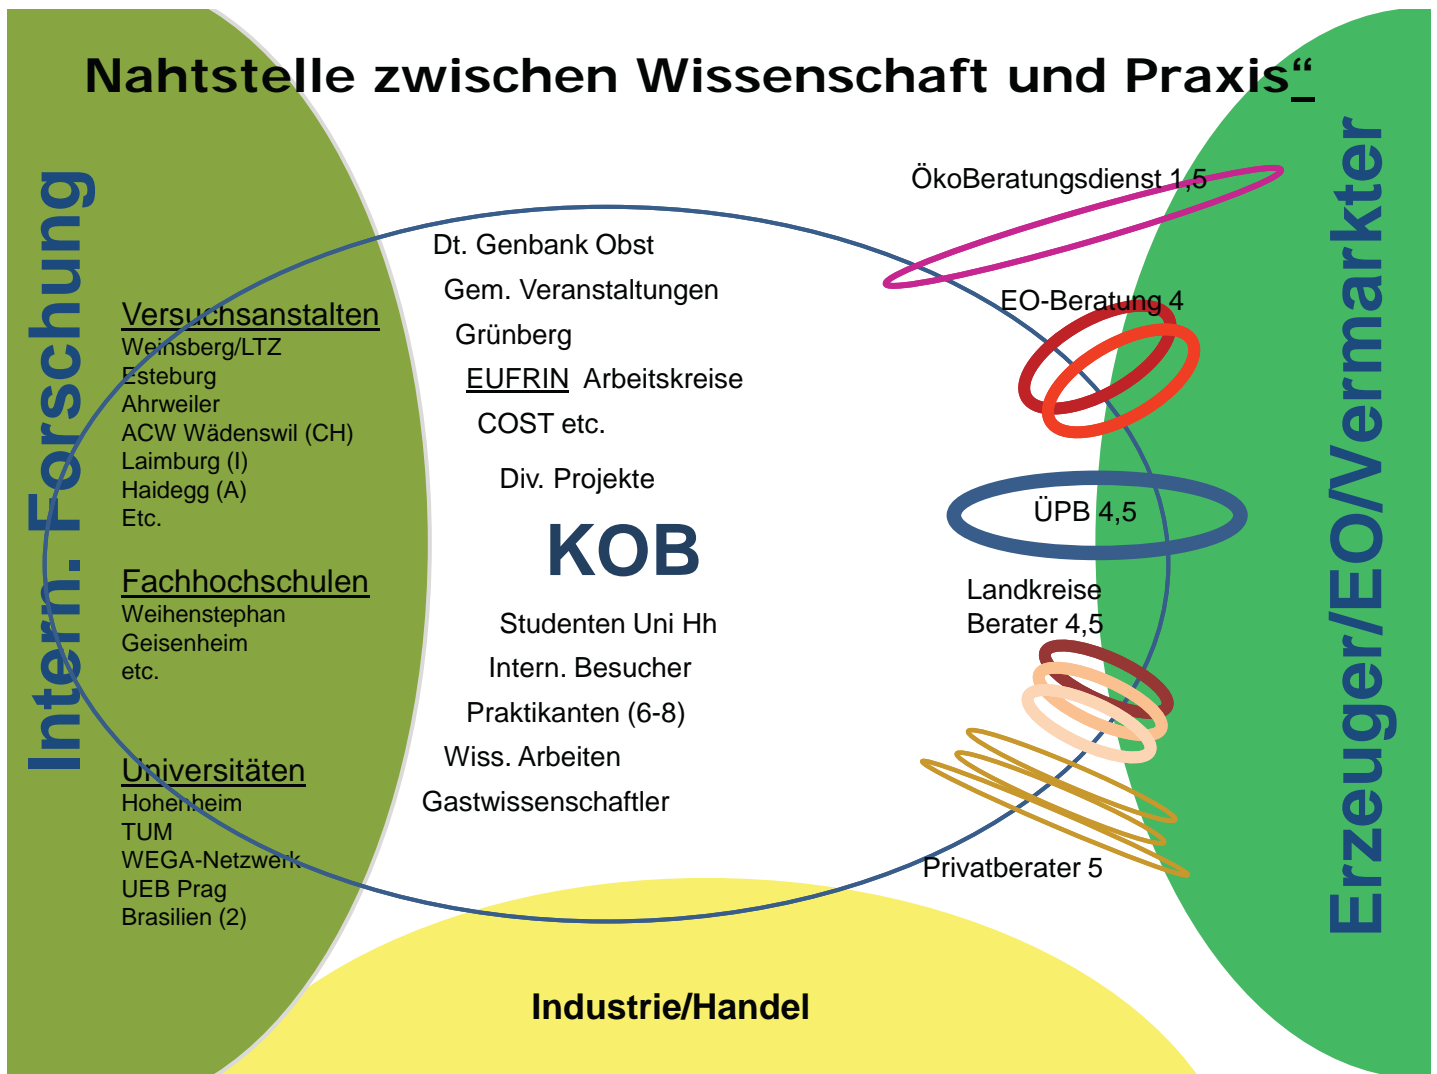 Nahtstelle zwischen Wissenschaft und Praxis“
Intern. Forschung
Versuchsanstalten
Weinsberg/LTZ
Esteburg
Ahrweiler
ACW Wädenswil (CH)
Laimburg (I)
Haidegg (A)
Etc.
Fachhochschulen
Weihenstephan
Geisenheim
etc.
Universitäten
Hohenheim
TUM
WEGA-Netzwerk
UEB Prag
Brasilien (2)
Dt. Genbank Obst
Gem. Veranstaltungen
Grünberg
EUFRIN Arbeitskreise
COST etc.
Div. Projekte
KOB
Studenten Uni Hh
Intern. Besucher
Praktikanten (6-8)
Wiss. Arbeiten
Gastwissenschaftler
ÖkoBeratungsdienst 1,5
EO-Beratung 4
ÜPB 4,5
Landkreise
Berater 4,5
Privatberater 5
Erzeuger/EO/Vermarkter
Industrie/Handel